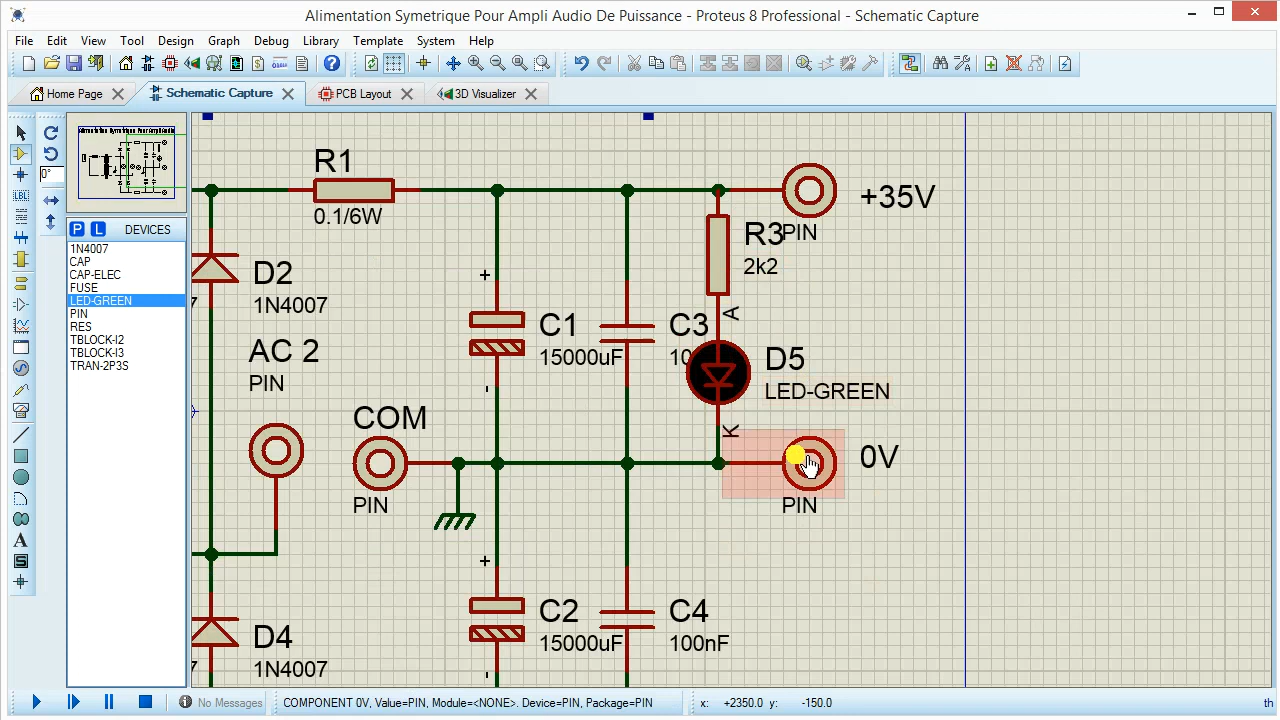 Alimentation Symetrique Pour Ampli Audio De Puissance - Proteus 8 Professional - Schematic Capture
File Edit View Tool Design Graph Debug Library Template System Help
Home Page
Schematic Capture
PCB Layout
3D Visualizer
0°
LBL
A
S
P L DEVICES
1N4007
CAP
CAP-ELEC
FUSE
LED-GREEN
PIN
RES
TBLOCK-I2
TBLOCK-I3
TRAN-2P3S
R1
0.1/6W
+35V
PIN
R3
2k2
D2
1N4007
+
C1
15000uF
-
C3
10
A
D5
LED-GREEN
K
AC 2
PIN
COM
PIN
0V
PIN
+
C2
15000uF
-
C4
100nF
D4
1N4007
No Messages
COMPONENT 0V, Value=PIN, Module=<NONE>. Device=PIN, Package=PIN
x: +2350.0 y: -150.0
th